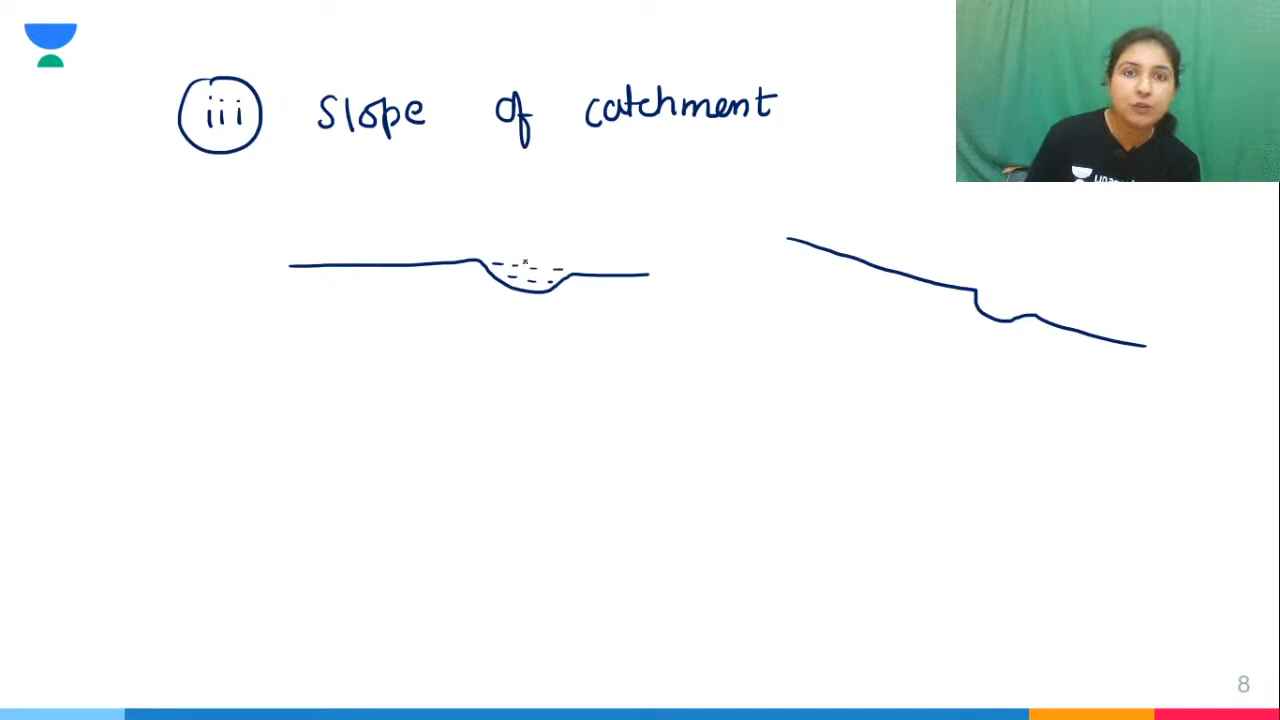 iii slope of catchment
8